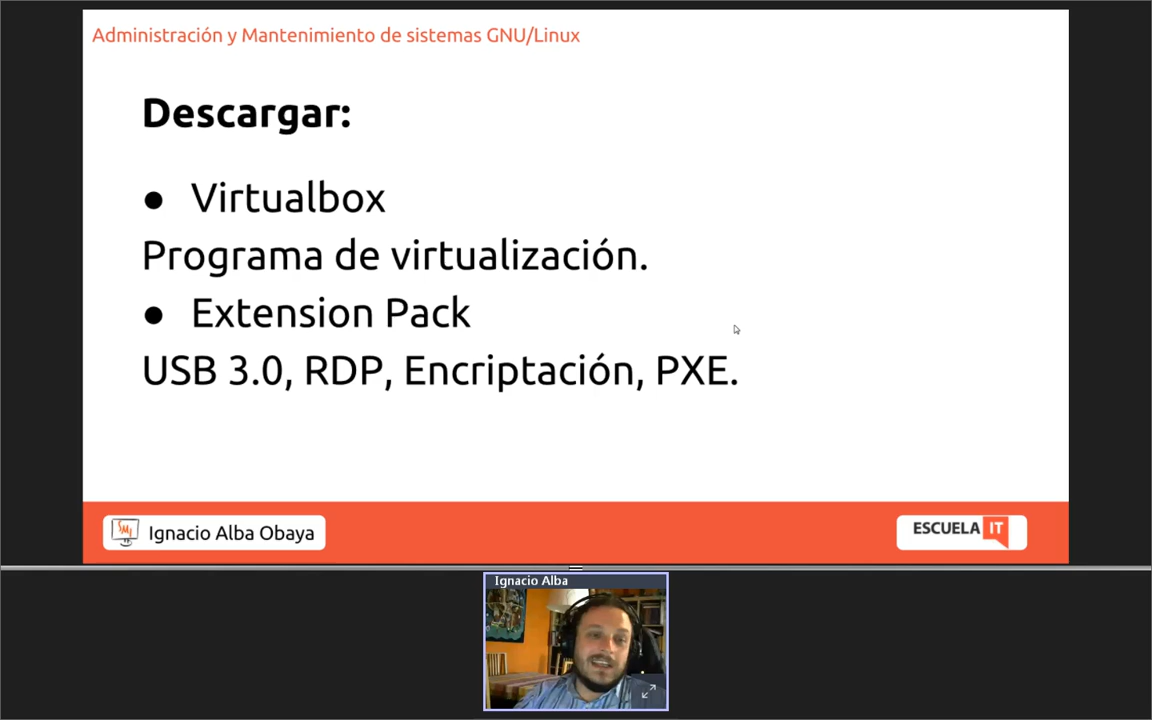 Administración y Mantenimiento de sistemas GNU/Linux
Descargar:
● Virtualbox
Programa de virtualización.
● Extension Pack
USB 3.0, RDP, Encriptación, PXE.
Ignacio Alba Obaya
ESCUELA IT
Ignacio Alba